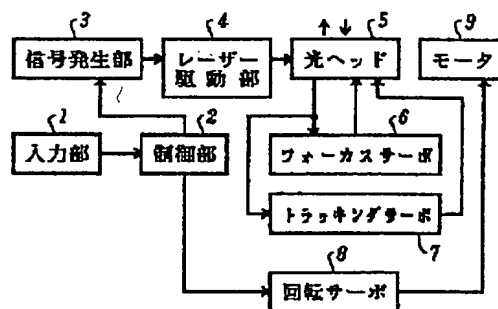 3
4
5
9
信号発生部
レーザー
駆動部
光ヘッド
モータ
1
2
6
入力部
制御部
フォーカスサーボ
トラッキングサーボ
7
8
回転サーボ